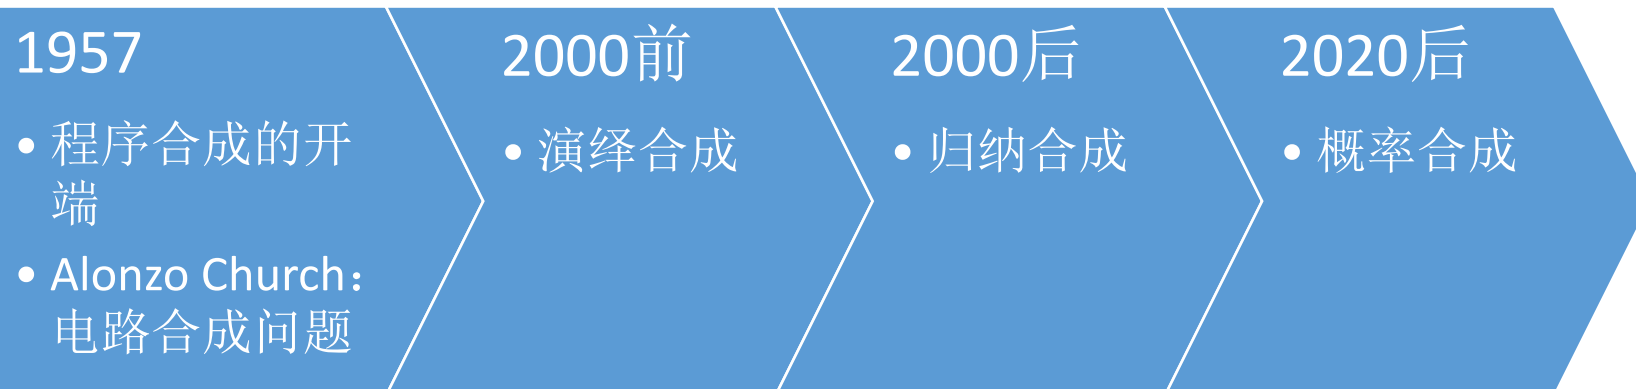 1957
• 程序合成的开
端
• Alonzo Church：
电路合成问题
2000前
• 演绎合成
2000后
• 归纳合成
2020后
• 概率合成